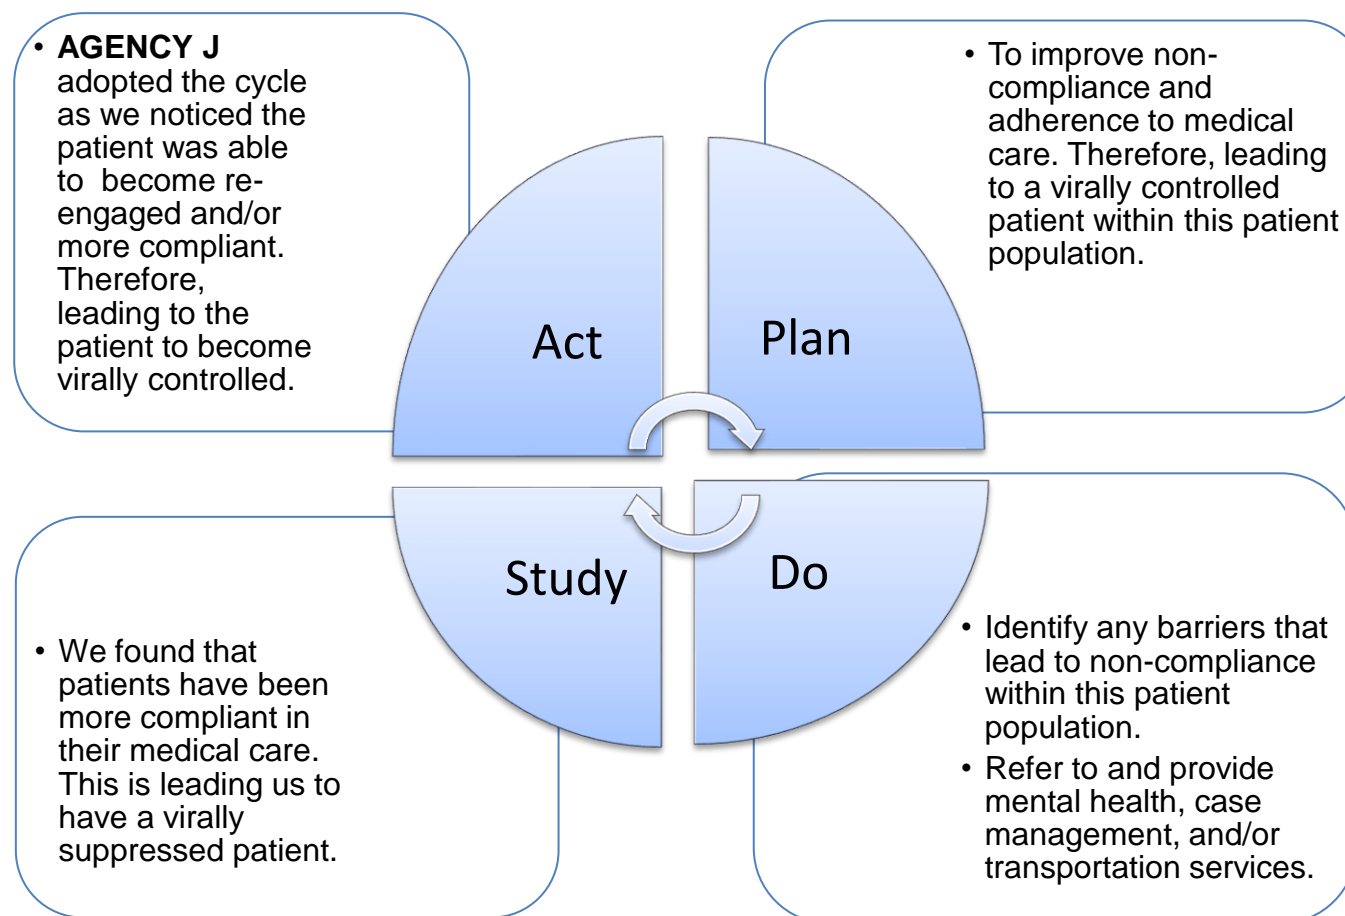 • AGENCY J
adopted the cycle
as we noticed the
patient was able
to  become re-
engaged and/or
more compliant.
Therefore,
leading to the
patient to become
virally controlled.
• To improve non-
compliance and
adherence to medical
care. Therefore, leading
to a virally controlled
patient within this patient
population.
Act
Plan
Study
Do
• We found that
patients have been
more compliant in
their medical care.
This is leading us to
have a virally
suppressed patient.
• Identify any barriers that
lead to non-compliance
within this patient
population.
• Refer to and provide
mental health, case
management, and/or
transportation services.